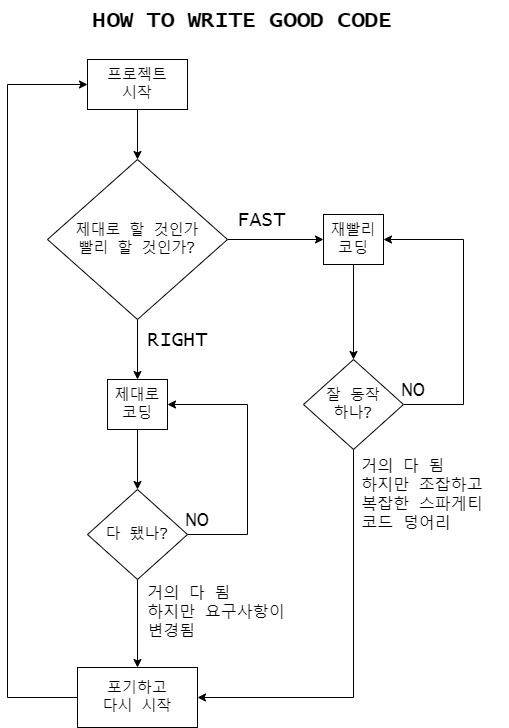 HOW TO WRITE GOOD CODE
프로젝트
시작
제대로 할 것인가
빨리 할 것인가?
FAST
재빨리
코딩
RIGHT
제대로
코딩
잘 동작
하나?
NO
거의 다 됨
하지만 조잡하고
복잡한 스파게티
코드 덩어리
다 됐나?
NO
거의 다 됨
하지만 요구사항이
변경됨
포기하고
다시 시작